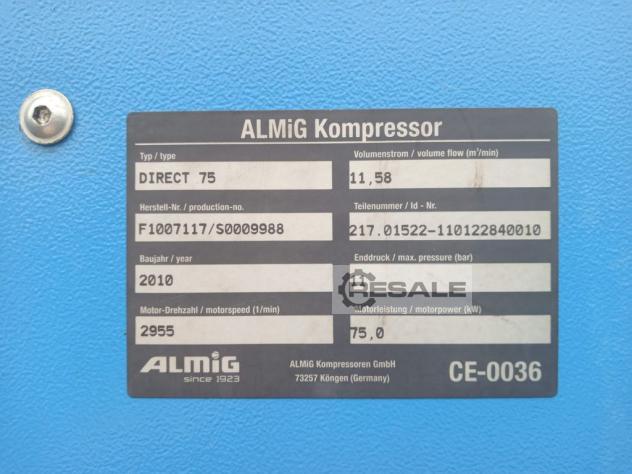 ALMiG Kompressor
Typ / type
Volumenstrom / volume flow (m³/min)
DIRECT 75
11,58
Herstell-Nr. / production-no.
Teilenummer / Id - Nr.
F1007117/S0009988
217.01522-110122840010
Baujahr / year
Enddruck / max. pressure (bar)
2010
11
RESALE
Motor-Drehzahl / motorspeed (1/min)
Motorleistung / motorpower (kW)
2955
75,0
ALMiG
since 1923
ALMiG Kompressoren GmbH
73257 Köngen (Germany)
CE-0036